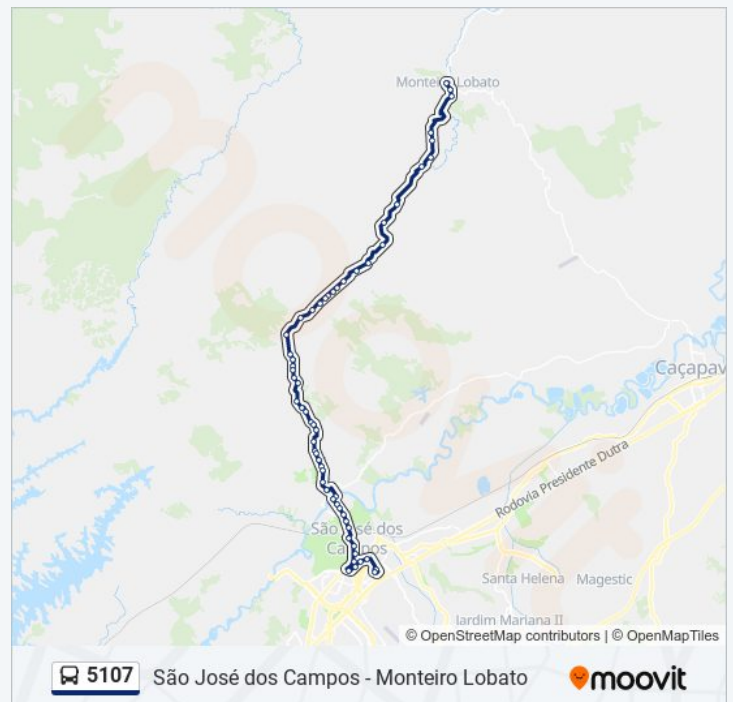 Monteiro Lobato
Caçapav
Rodovia Presidente Dutra
São José dos
Campos
Santa Helena
Magestic
Jardim Mariana II
© OpenStreetMap contributors | © OpenMapTiles
5107 São José dos Campos - Monteiro Lobato
moovit